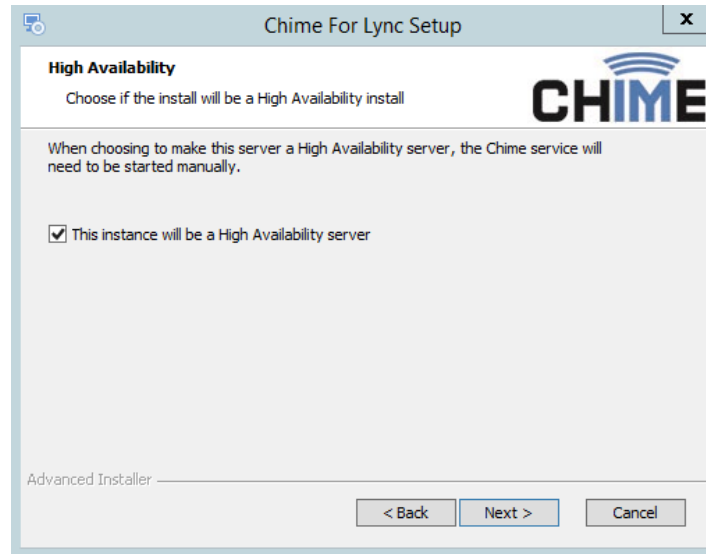 Chime For Lync Setup
x
High Availability
Choose if the install will be a High Availability install
CHIME
When choosing to make this server a High Availability server, the Chime service will
need to be started manually.
This instance will be a High Availability server
Advanced Installer
< Back Next > Cancel